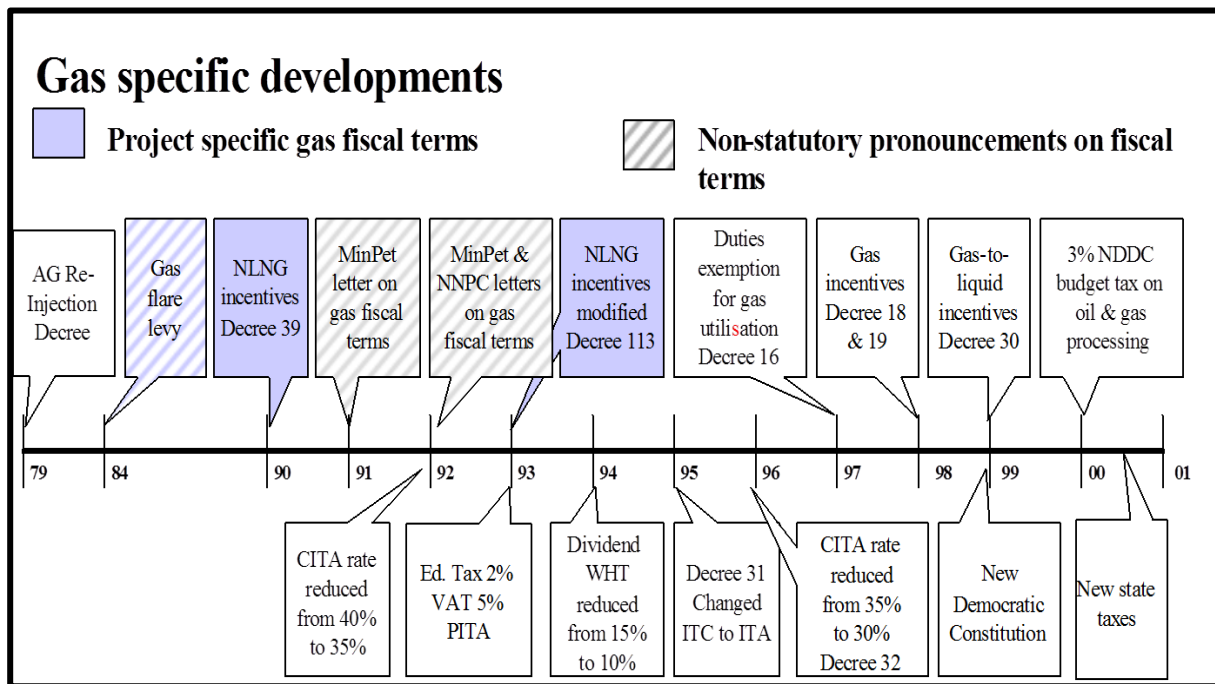 Gas specific developments
Project specific gas fiscal terms
Non-statutory pronouncements on fiscal
terms
AG Re-
Injection
Decree
Gas
flare
levy
NLNG
incentives
Decree 39
MinPet
letter on
gas fiscal
terms
MinPet &
NNPC letters
on gas
fiscal terms
NLNG
incentives
modified
Decree 113
Duties
exemption
for gas
utilisation
Decree 16
Gas
incentives
Decree 18
& 19
Gas-to-
liquid
incentives
Decree 30
3% NDDC
budget tax on
oil & gas
processing
79
84
90
91
92
93
94
95
96
97
98
99
00
01
CITA rate
reduced
from 40%
to 35%
Ed. Tax 2%
VAT 5%
PITA
Dividend
WHT
reduced
from 15%
to 10%
Decree 31
Changed
ITC to ITA
CITA rate
reduced
from 35%
to 30%
Decree 32
New
Democratic
Constitution
New state
taxes